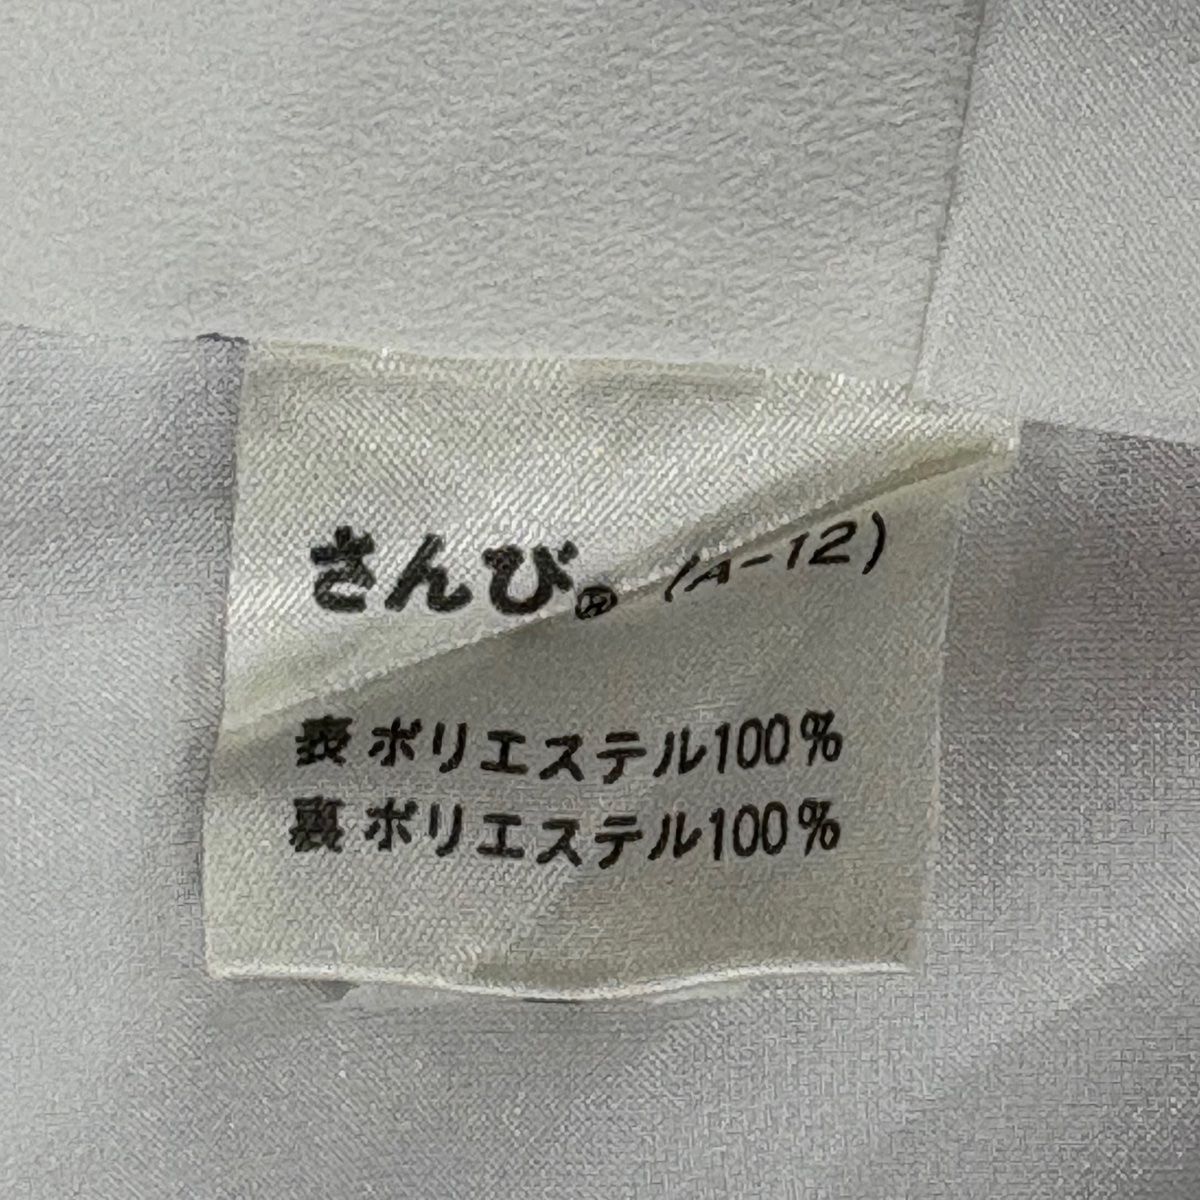 さんび® (A-12)
表 ポリエステル100%
裏 ポリエステル100%